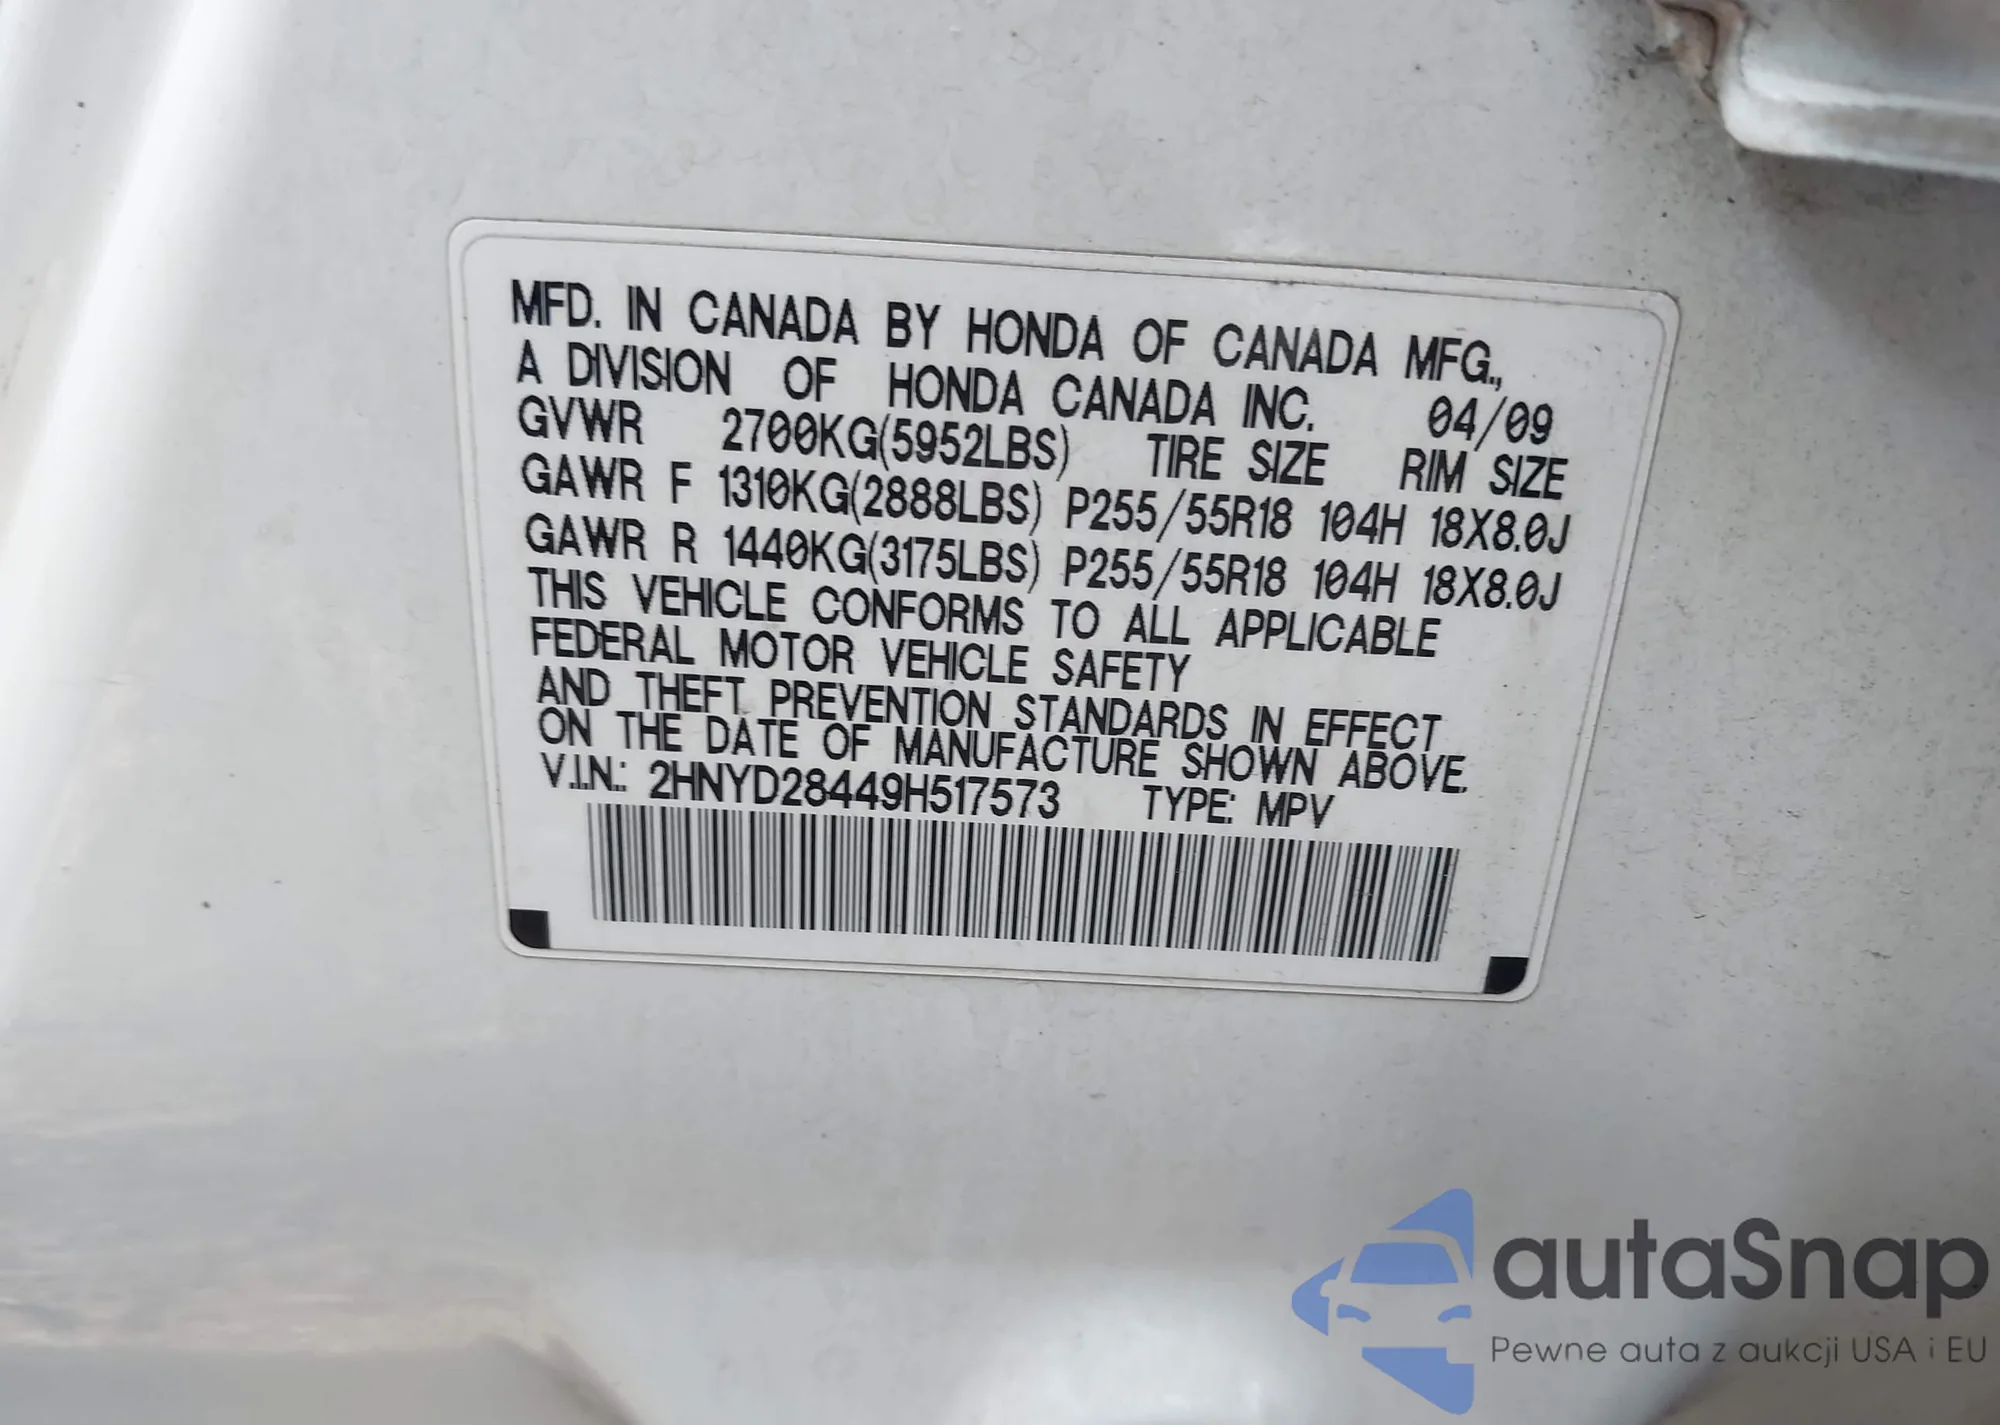 MFD. IN CANADA BY HONDA OF CANADA MFG.,
A DIVISION OF HONDA CANADA INC. 04/09
GVWR 2700KG(5952LBS) TIRE SIZE RIM SIZE
GAWR F 1310KG(2888LBS) P255/55R18 104H 18X8.0J
GAWR R 1440KG(3175LBS) P255/55R18 104H 18X8.0J
THIS VEHICLE CONFORMS TO ALL APPLICABLE
FEDERAL MOTOR VEHICLE SAFETY
AND THEFT PREVENTION STANDARDS IN EFFECT
ON THE DATE OF MANUFACTURE SHOWN ABOVE.
V.I.N.: 2HNYD28449H517573 TYPE: MPV
autaSnap
Pewne auta z aukcji USA i EU